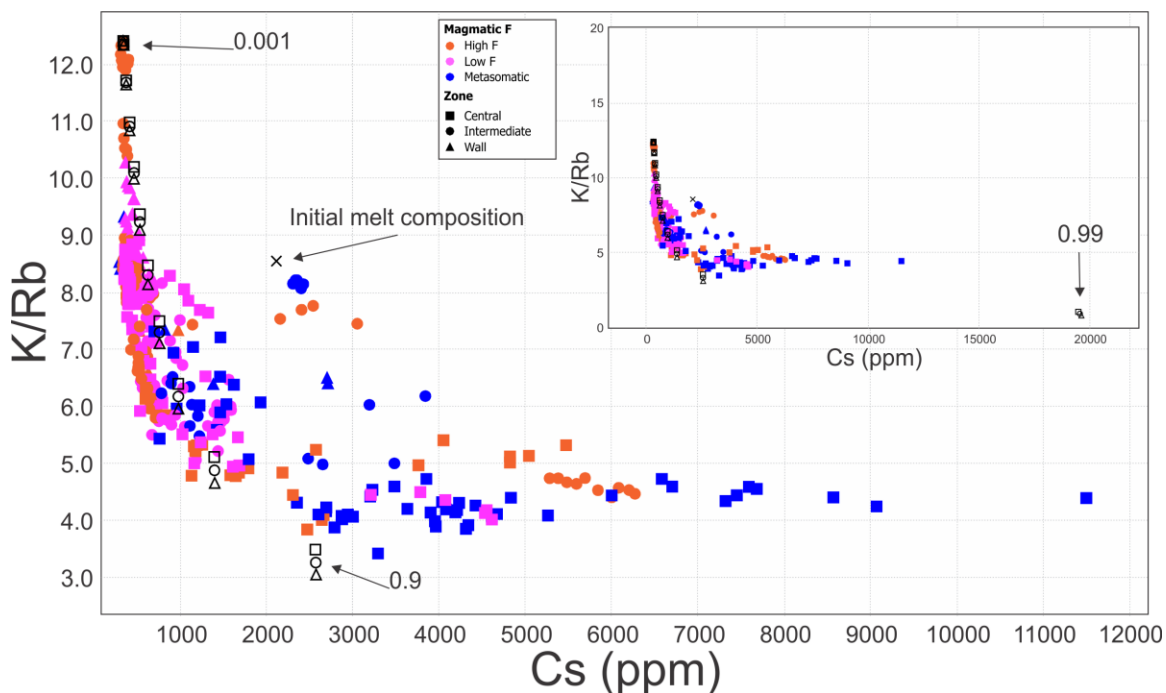 0.001
Magmatic F
High F
Low F
Metasomatic
Zone
Central
Intermediate
Wall
Initial melt composition
0.9
K/Rb
12.0
11.0
10.0
9.0
8.0
7.0
6.0
5.0
4.0
3.0
1000 2000 3000 4000 5000 6000 7000 8000 9000 10000 11000 12000
Cs (ppm)
20
15
10
5
0
K/Rb
0.99
0 5000 10000 15000 20000
Cs (ppm)